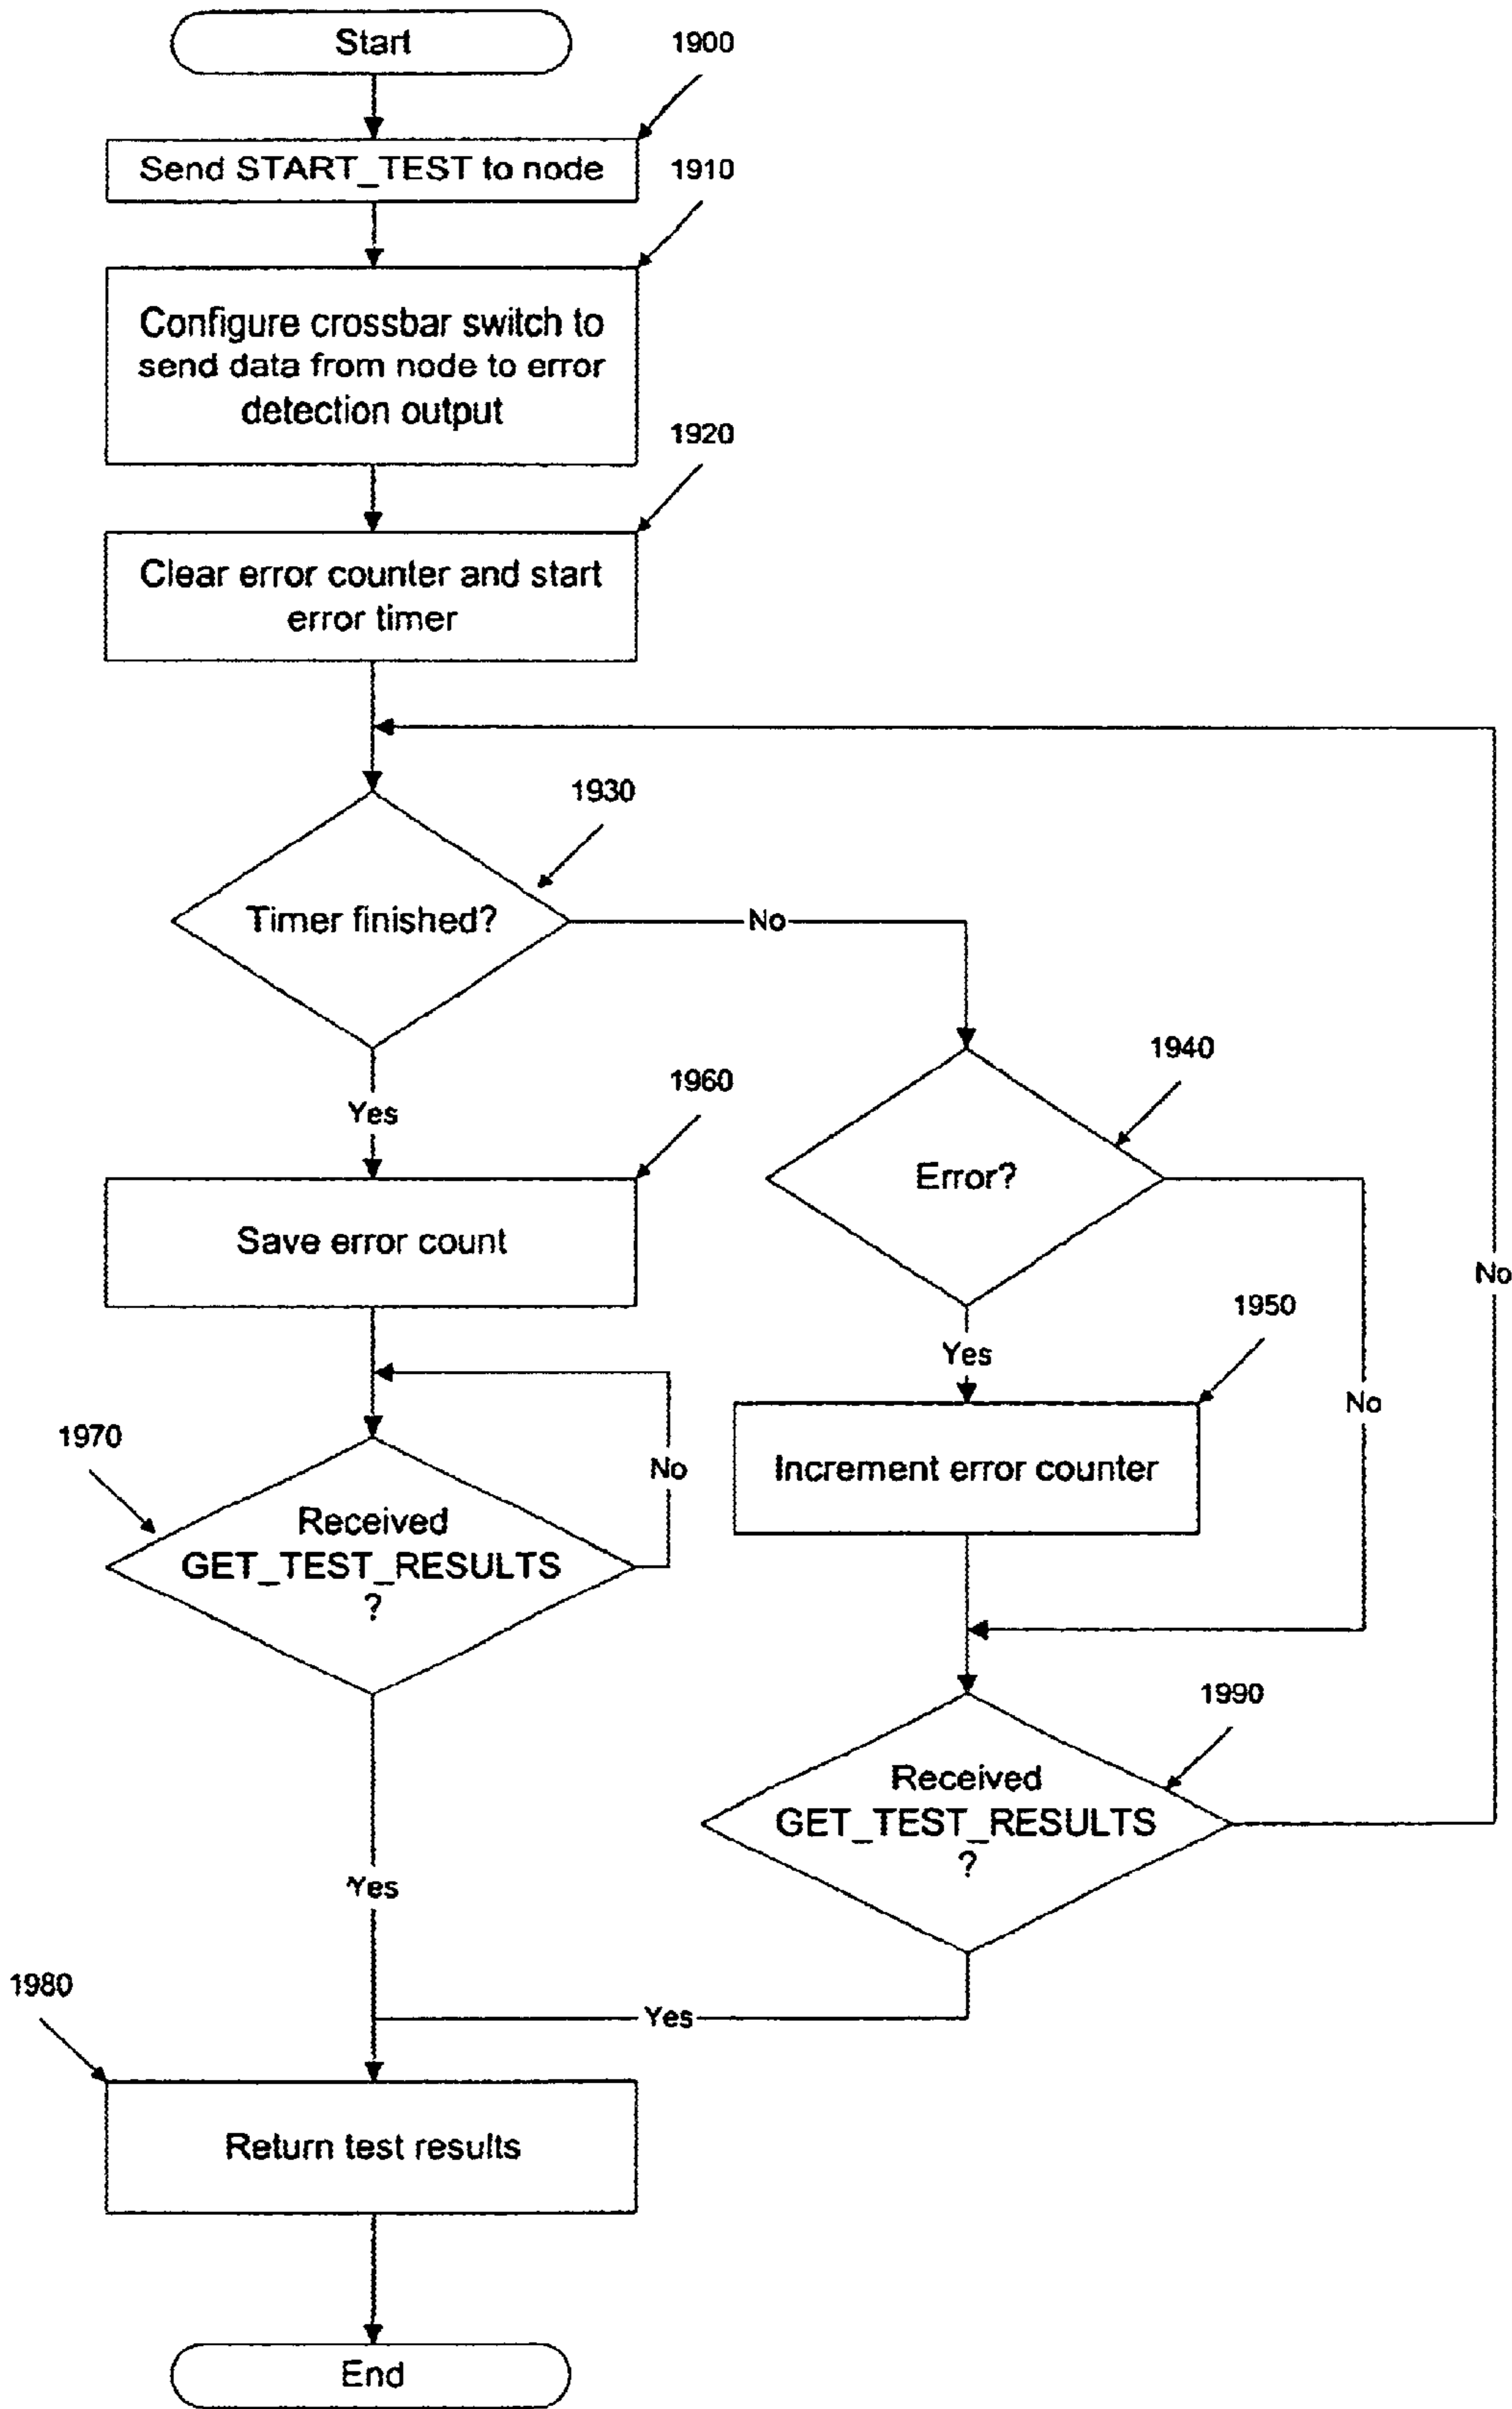 Start
1900
Send START_TEST to node
1910
Configure crossbar switch to
send data from node to error
detection output
1920
Clear error counter and start
error timer
1930
Timer finished?
No
1940
Yes
1960
Error?
Save error count
No
1950
Yes
No
1970
No
Increment error counter
Received
GET_TEST_RESULTS
?
1990
Received
GET_TEST_RESULTS
?
Yes
1980
Yes
Return test results
End